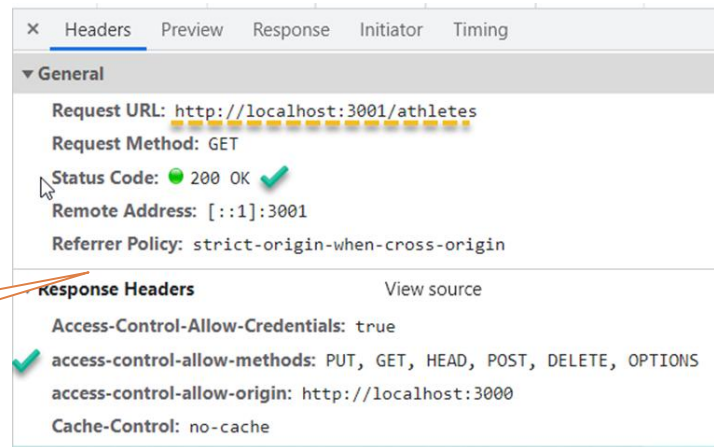 × Headers Preview Response Initiator Timing
▼ General
Request URL: http://localhost:3001/athletes
Request Method: GET
Status Code: 200 OK
Remote Address: [::1]:3001
Referrer Policy: strict-origin-when-cross-origin
Response Headers View source
Access-Control-Allow-Credentials: true
access-control-allow-methods: PUT, GET, HEAD, POST, DELETE, OPTIONS
access-control-allow-origin: http://localhost:3000
Cache-Control: no-cache